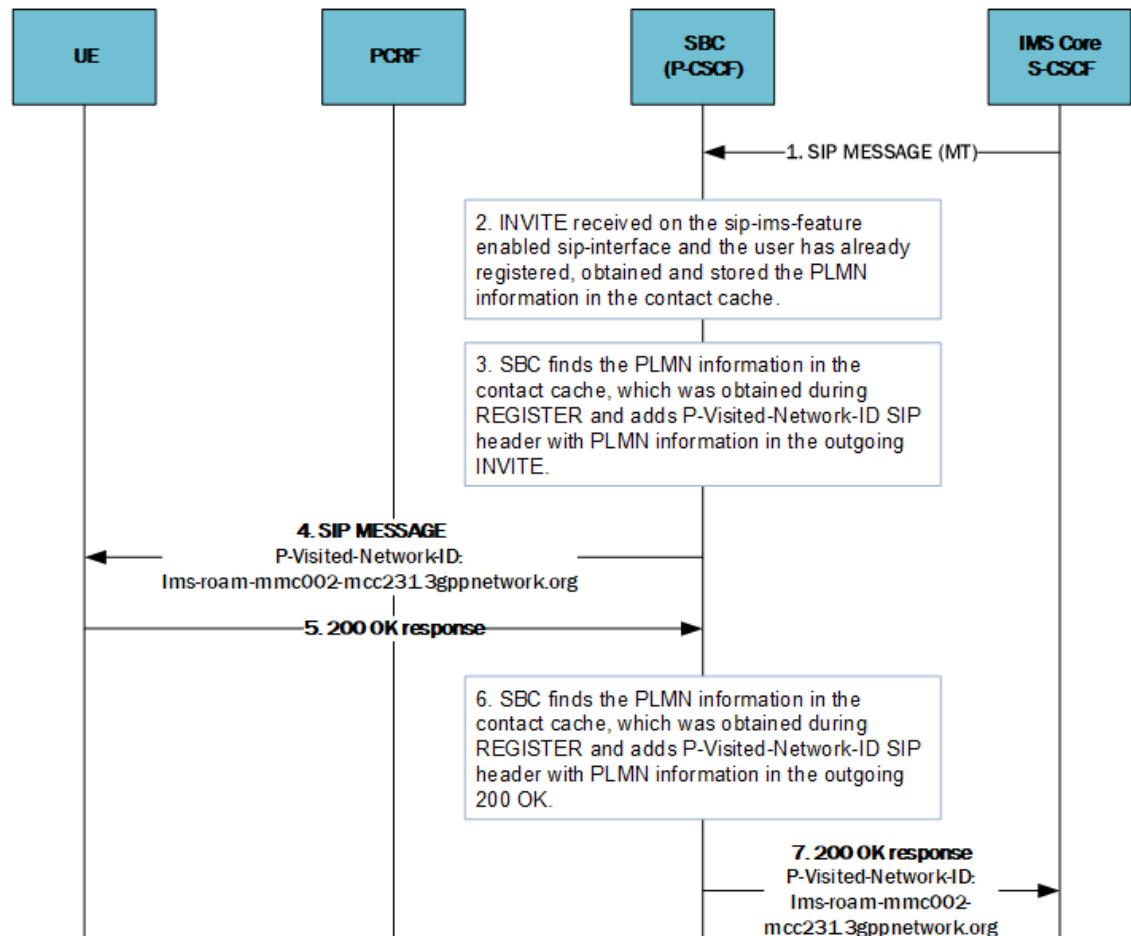 UE
PCRF
SBC
(P-CSCF)
IMS Core
S-CSCF
1. SIP MESSAGE (MT)
2. INVITE received on the sip-ims-feature
enabled sip-interface and the user has already
registered, obtained and stored the PLMN
information in the contact cache.
3. SBC finds the PLMN information in the
contact cache, which was obtained during
REGISTER and adds P-Visited-Network-ID SIP
header with PLMN information in the outgoing
INVITE.
4. SIP MESSAGE
P-Visited-Network-ID:
Ims-roam-mmc002-mcc231.3gppnetwork.org
5. 200 OK response
6. SBC finds the PLMN information in the
contact cache, which was obtained during
REGISTER and adds P-Visited-Network-ID SIP
header with PLMN information in the outgoing
200 OK.
7. 200 OK response
P-Visited-Network-ID:
Ims-roam-mmc002-
mcc231.3gppnetwork.org